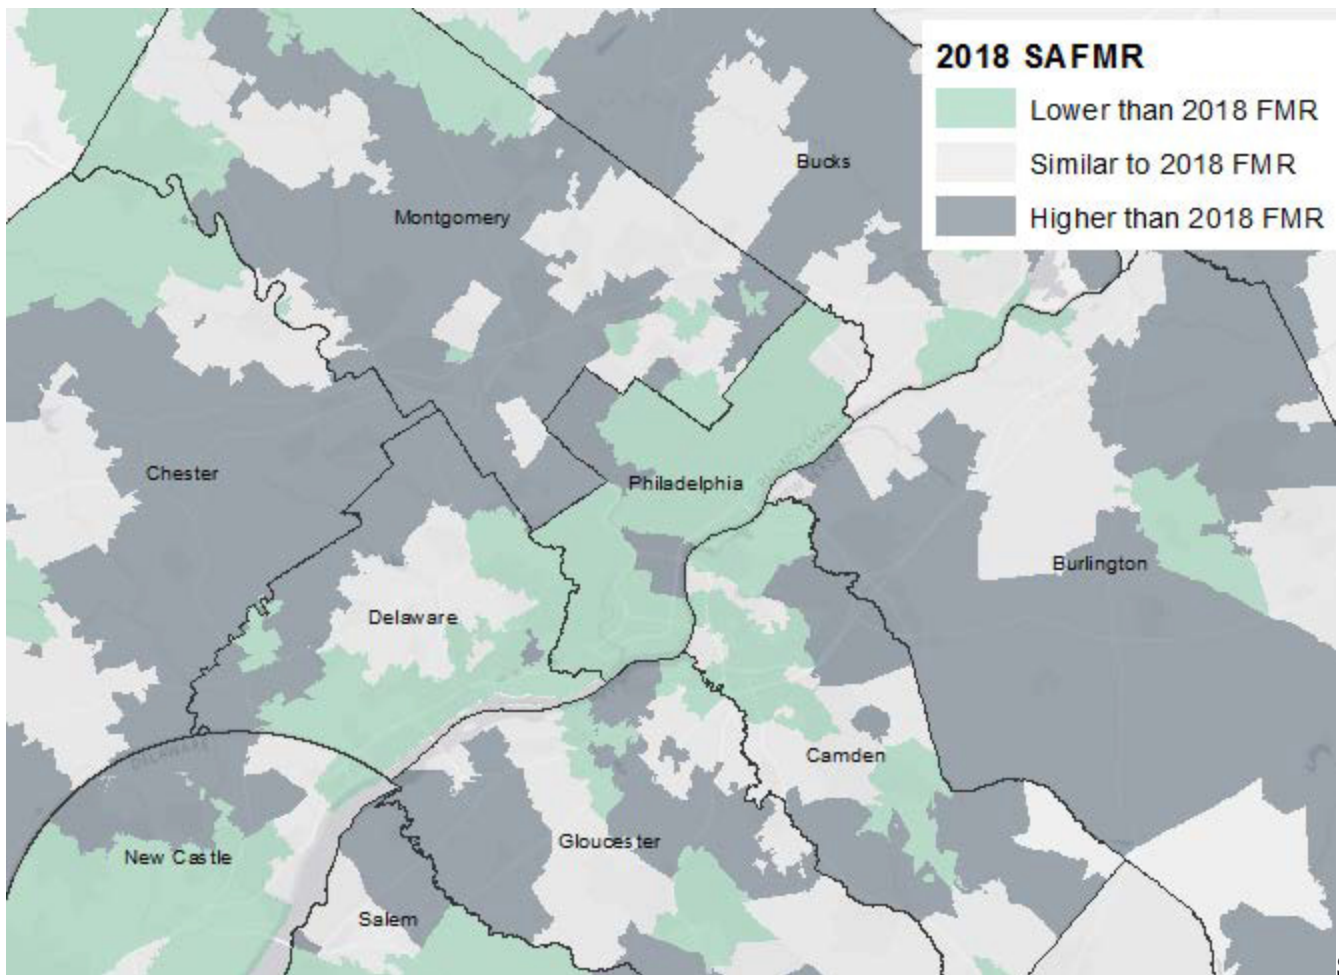 2018 SAFMR
Lower than 2018 FMR
Similar to 2018 FMR
Higher than 2018 FMR
Bucks
Montgomery
Chester
Philadelphia
Burlington
Delaware
DELAWARE
Camden
Gloucester
New Castle
Salem